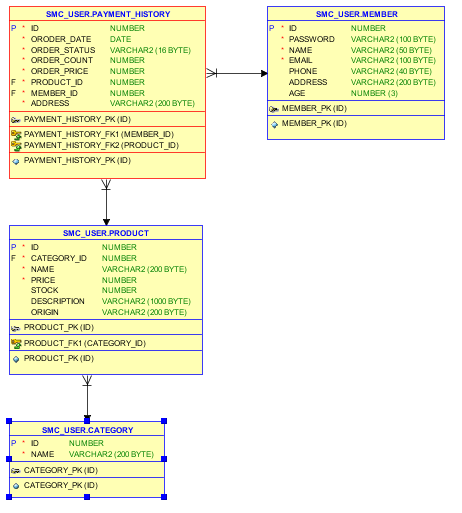 SMC_USER.PAYMENT_HISTORY
P * ID NUMBER
* ORODER_DATE DATE
* ORDER_STATUS VARCHAR2 (16 BYTE)
* ORDER_COUNT NUMBER
* ORDER_PRICE NUMBER
F * PRODUCT_ID NUMBER
F * MEMBER_ID NUMBER
* ADDRESS VARCHAR2 (200 BYTE)
PAYMENT_HISTORY_PK (ID)
PAYMENT_HISTORY_FK1 (MEMBER_ID)
PAYMENT_HISTORY_FK2 (PRODUCT_ID)
PAYMENT_HISTORY_PK (ID)
SMC_USER.MEMBER
P * ID NUMBER
* PASSWORD VARCHAR2 (100 BYTE)
* NAME VARCHAR2 (50 BYTE)
* EMAIL VARCHAR2 (100 BYTE)
PHONE VARCHAR2 (40 BYTE)
ADDRESS VARCHAR2 (200 BYTE)
AGE NUMBER (3)
MEMBER_PK (ID)
MEMBER_PK (ID)
SMC_USER.PRODUCT
P * ID NUMBER
F * CATEGORY_ID NUMBER
* NAME VARCHAR2 (200 BYTE)
* PRICE NUMBER
STOCK NUMBER
DESCRIPTION VARCHAR2 (1000 BYTE)
ORIGIN VARCHAR2 (200 BYTE)
PRODUCT_PK (ID)
PRODUCT_FK1 (CATEGORY_ID)
PRODUCT_PK (ID)
SMC_USER.CATEGORY
P * ID NUMBER
* NAME VARCHAR2 (200 BYTE)
CATEGORY_PK (ID)
CATEGORY_PK (ID)